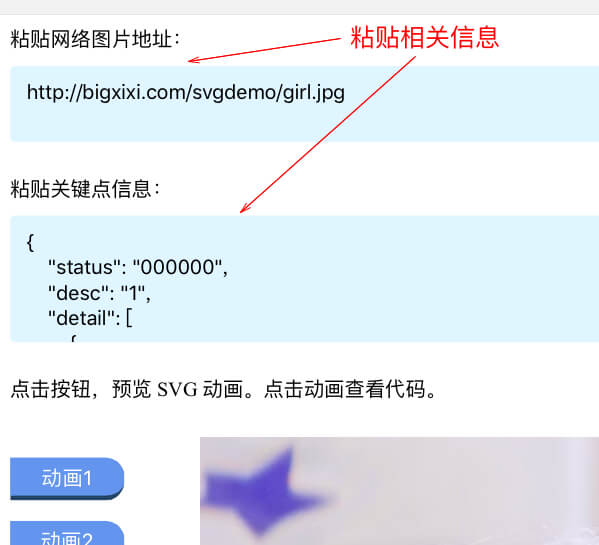 粘贴网络图片地址：
粘贴相关信息
http://bigxixi.com/svgdemo/girl.jpg
粘贴关键点信息：
{
"status": "000000",
"desc": "1",
"detail": [
{
点击按钮，预览 SVG 动画。点击动画查看代码。
动画1
动画2